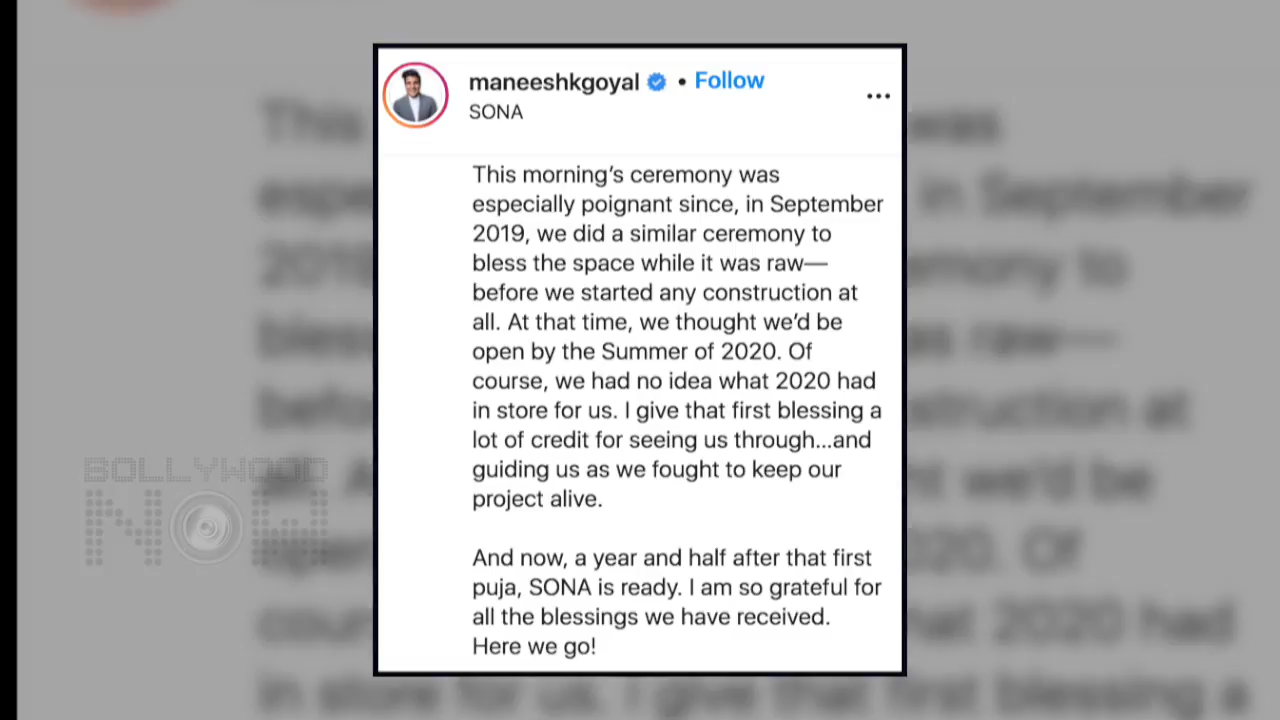 maneeshkgoyal • Follow
SONA
...
This morning’s ceremony was
especially poignant since, in September
2019, we did a similar ceremony to
bless the space while it was raw—
before we started any construction at
all. At that time, we thought we’d be
open by the Summer of 2020. Of
course, we had no idea what 2020 had
in store for us. I give that first blessing a
lot of credit for seeing us through...and
guiding us as we fought to keep our
project alive.
And now, a year and half after that first
puja, SONA is ready. I am so grateful for
all the blessings we have received.
Here we go!
BOLLYWOOD
NOW